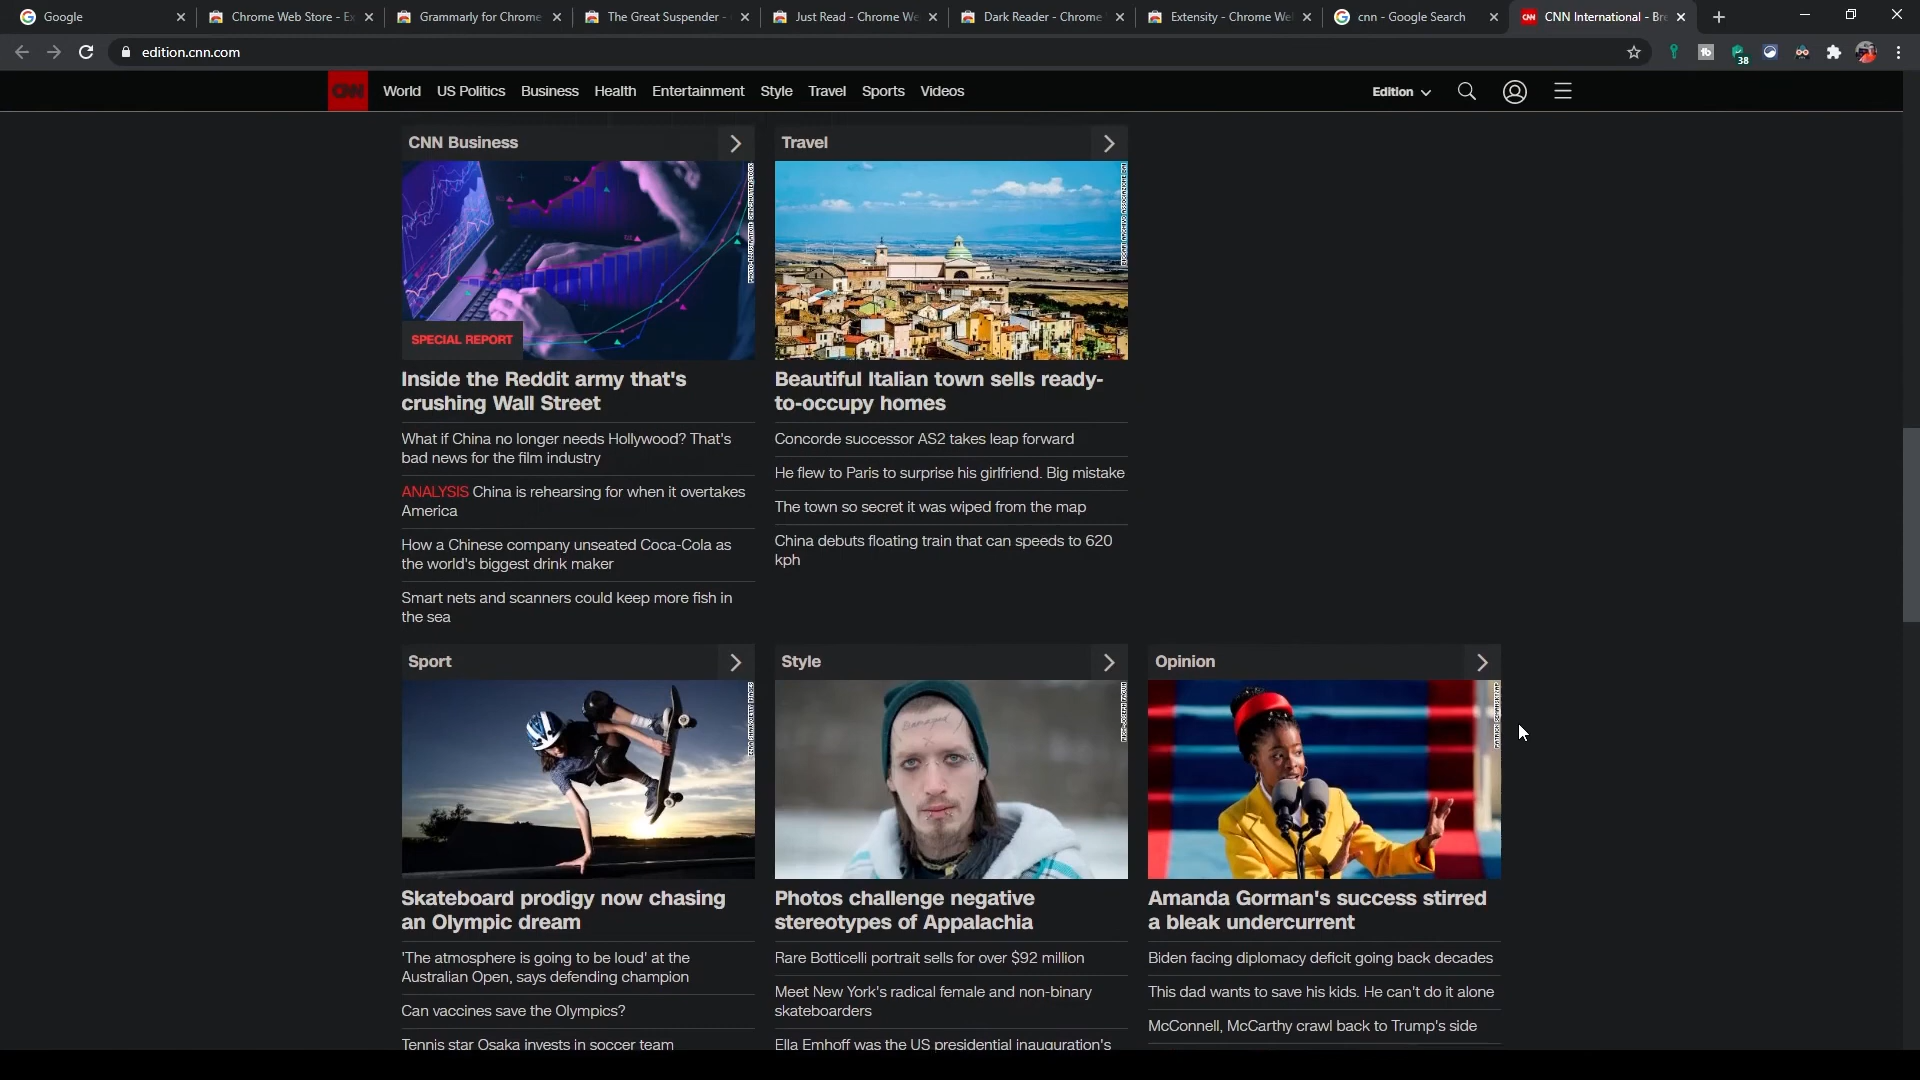 Google
Chrome Web Store - Ex
Grammarly for Chrome
The Great Suspender -
Just Read - Chrome We
Dark Reader - Chrome
Extensity - Chrome Web
cnn - Google Search
CNN International - Bre
edition.cnn.com
38
CNN
World
US Politics
Business
Health
Entertainment
Style
Travel
Sports
Videos
Edition
CNN Business
SPECIAL REPORT
Inside the Reddit army that's
crushing Wall Street
What if China no longer needs Hollywood? That's
bad news for the film industry
ANALYSIS China is rehearsing for when it overtakes
America
How a Chinese company unseated Coca-Cola as
the world's biggest drink maker
Smart nets and scanners could keep more fish in
the sea
Travel
Beautiful Italian town sells ready-
to-occupy homes
Concorde successor AS2 takes leap forward
He flew to Paris to surprise his girlfriend. Big mistake
The town so secret it was wiped from the map
China debuts floating train that can speeds to 620
kph
Sport
Skateboard prodigy now chasing
an Olympic dream
'The atmosphere is going to be loud' at the
Australian Open, says defending champion
Can vaccines save the Olympics?
Tennis star Osaka invests in soccer team
Style
Photos challenge negative
stereotypes of Appalachia
Rare Botticelli portrait sells for over $92 million
Meet New York's radical female and non-binary
skateboarders
Ella Emhoff was the US presidential inauguration's
Opinion
Amanda Gorman's success stirred
a bleak undercurrent
Biden facing diplomacy deficit going back decades
This dad wants to save his kids. He can't do it alone
McConnell, McCarthy crawl back to Trump's side